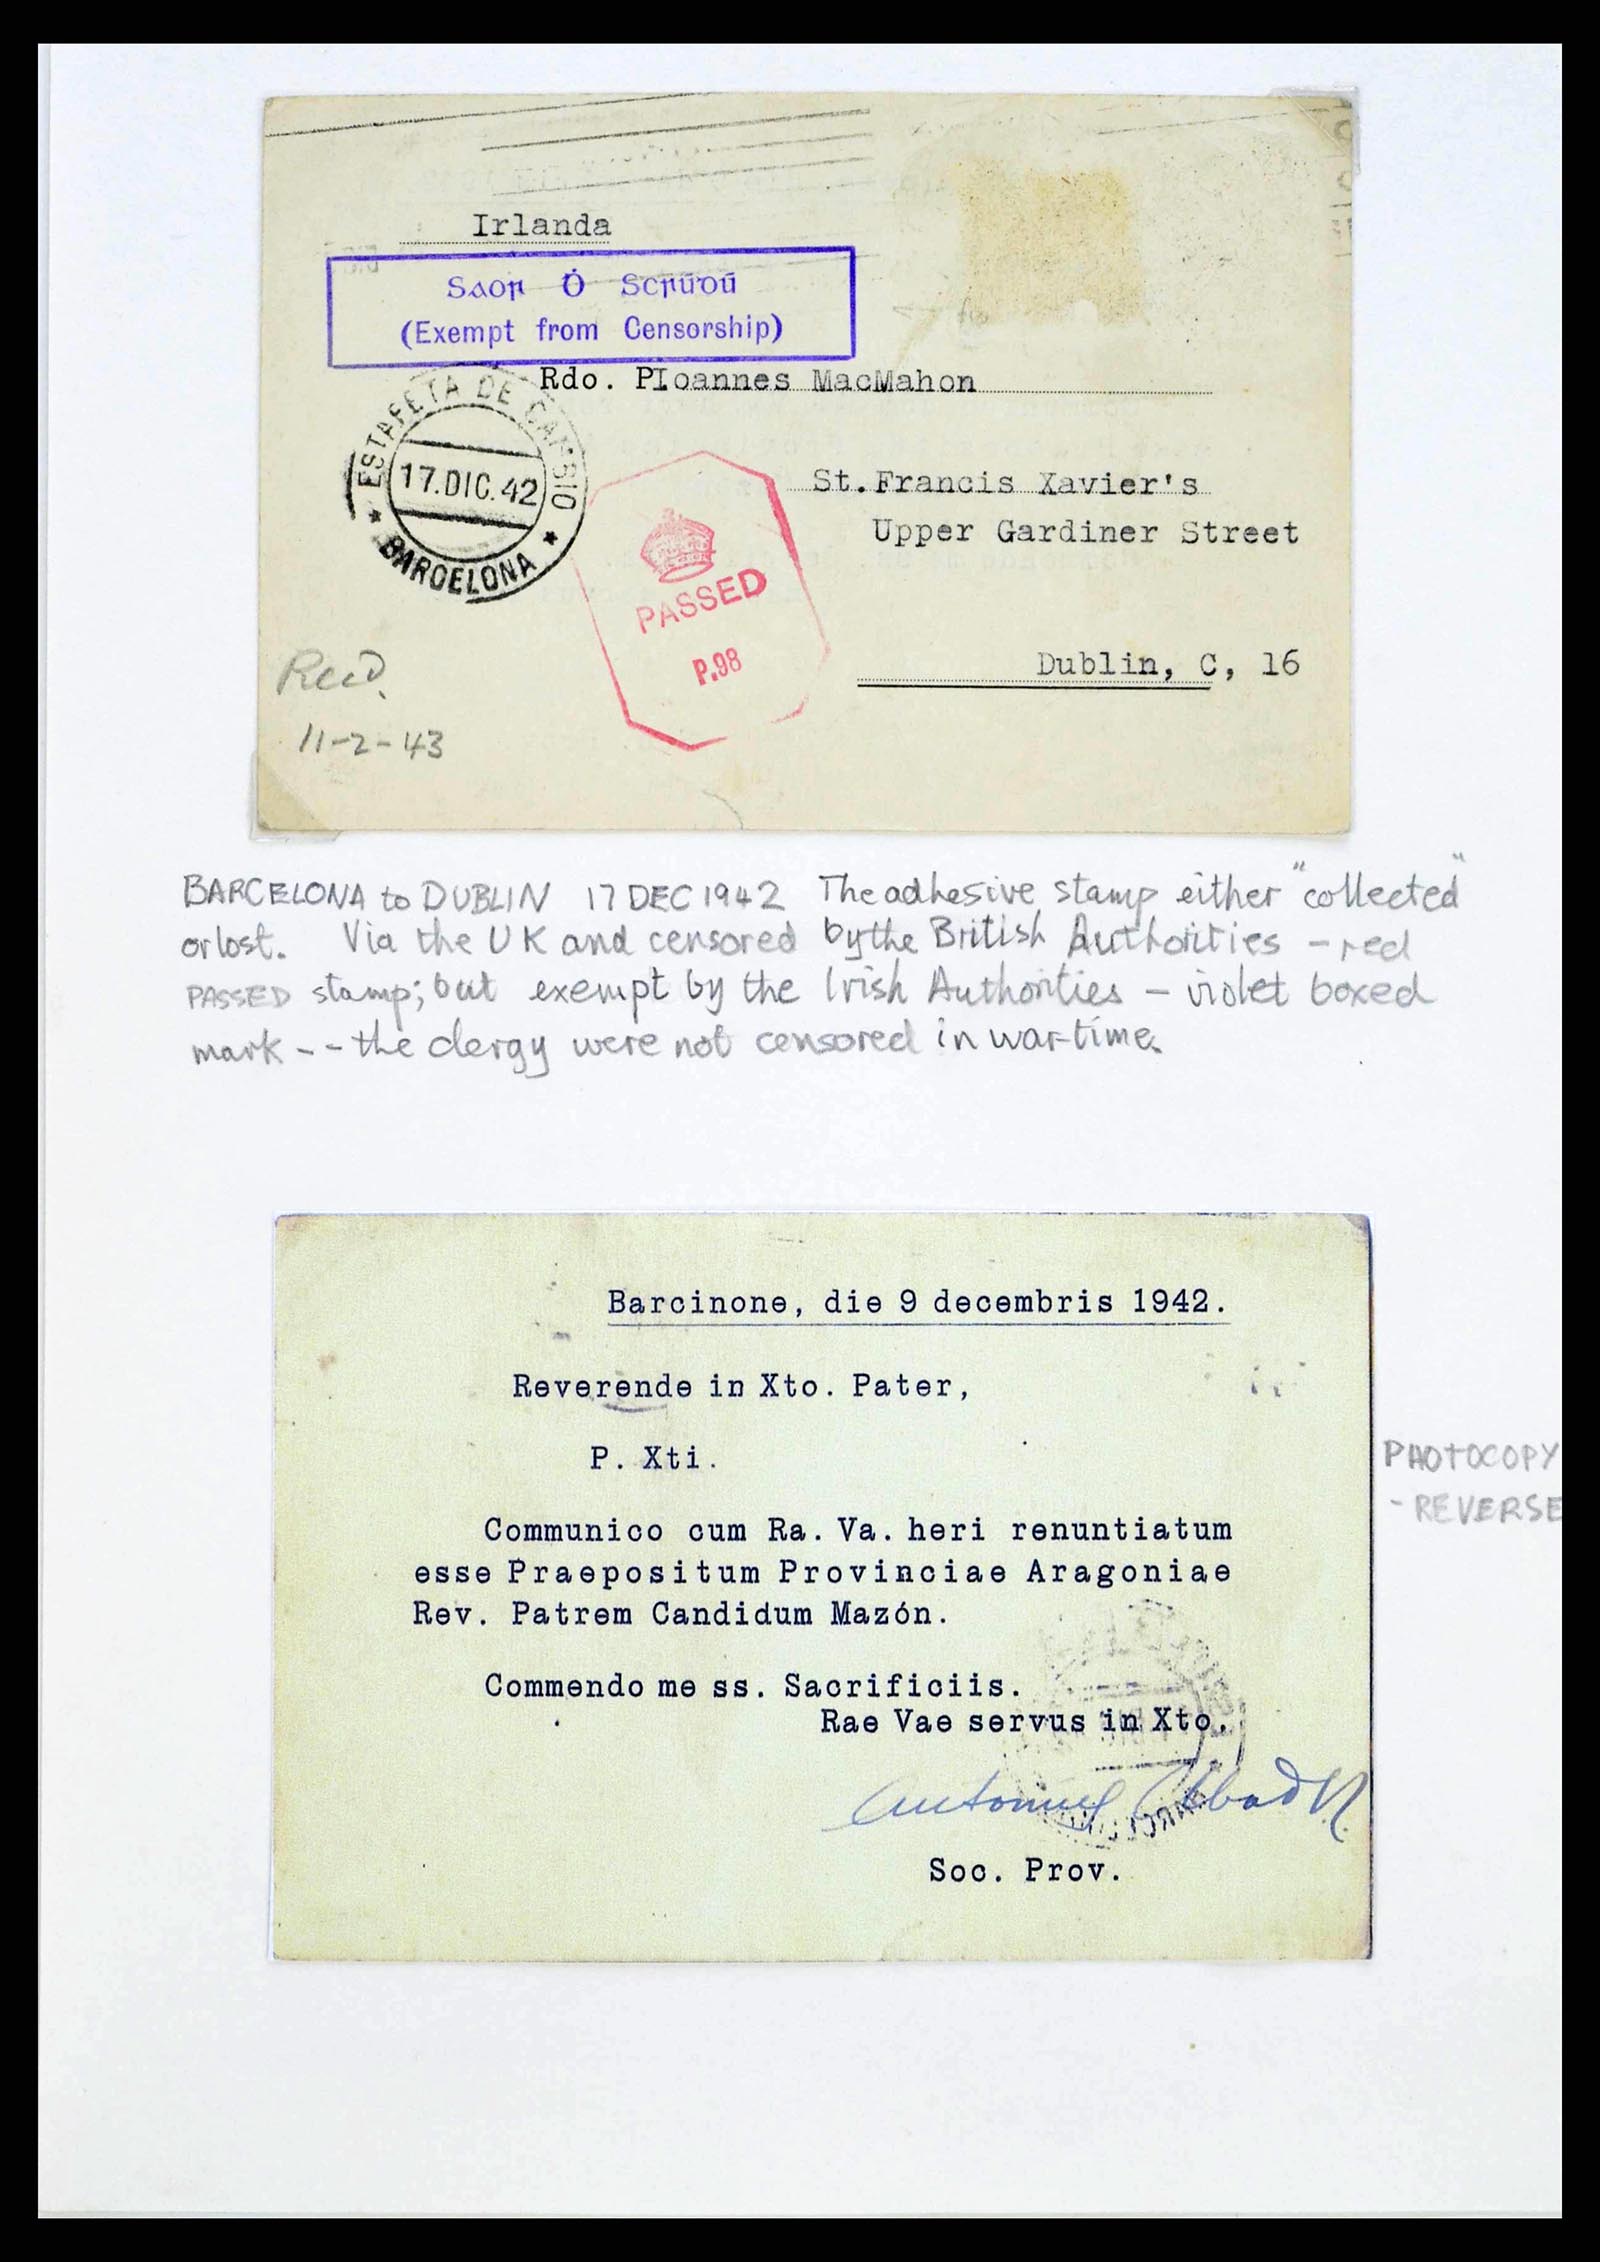 Irlanda
Saor Ó Scrúdú
(Exempt from Censorship)
Rdo. PIoannes MacMahon
ESTAFETA DE CAMBIO
17.DIC.42
* BARCELONA *
St.Francis Xavier's
Upper Gardiner Street
PASSED
P.98
Dublin, C, 16
Recd.
11-2-43
BARCELONA to DUBLIN 17 DEC 1942 The adhesive stamp either "collected"
or lost. Via the UK and censored by the British Authorities - red
PASSED stamp; but exempt by the Irish Authorities - violet boxed
mark -- the clergy were not censored in war-time.
Barcinone, die 9 decembris 1942.
Reverende in Xto. Pater,
P. Xti.
PHOTOCOPY
- REVERSE
Communico cum Ra. Va. heri renuntiatum
esse Praepositum Provinciae Aragoniae
Rev. Patrem Candidum Mazón.
Commendo me ss. Sacrificiis.
Rae Vae servus in Xto.
Soc. Prov.